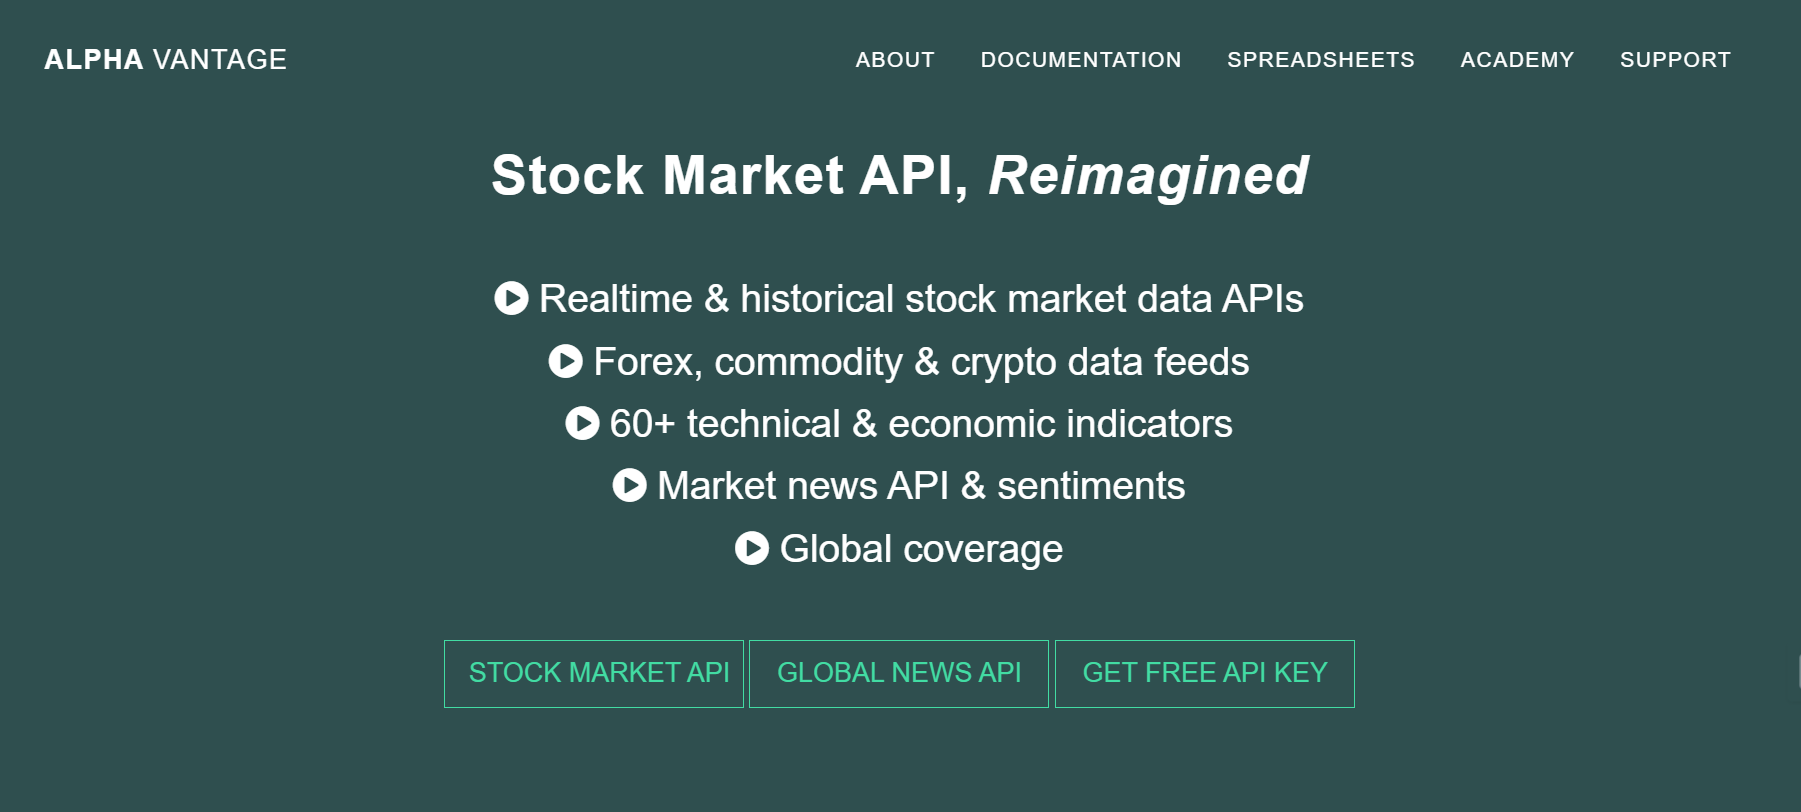 ALPHA VANTAGE
ABOUT DOCUMENTATION SPREADSHEETS ACADEMY SUPPORT
Stock Market API, Reimagined
Realtime & historical stock market data APIs
Forex, commodity & crypto data feeds
60+ technical & economic indicators
Market news API & sentiments
Global coverage
STOCK MARKET API GLOBAL NEWS API GET FREE API KEY